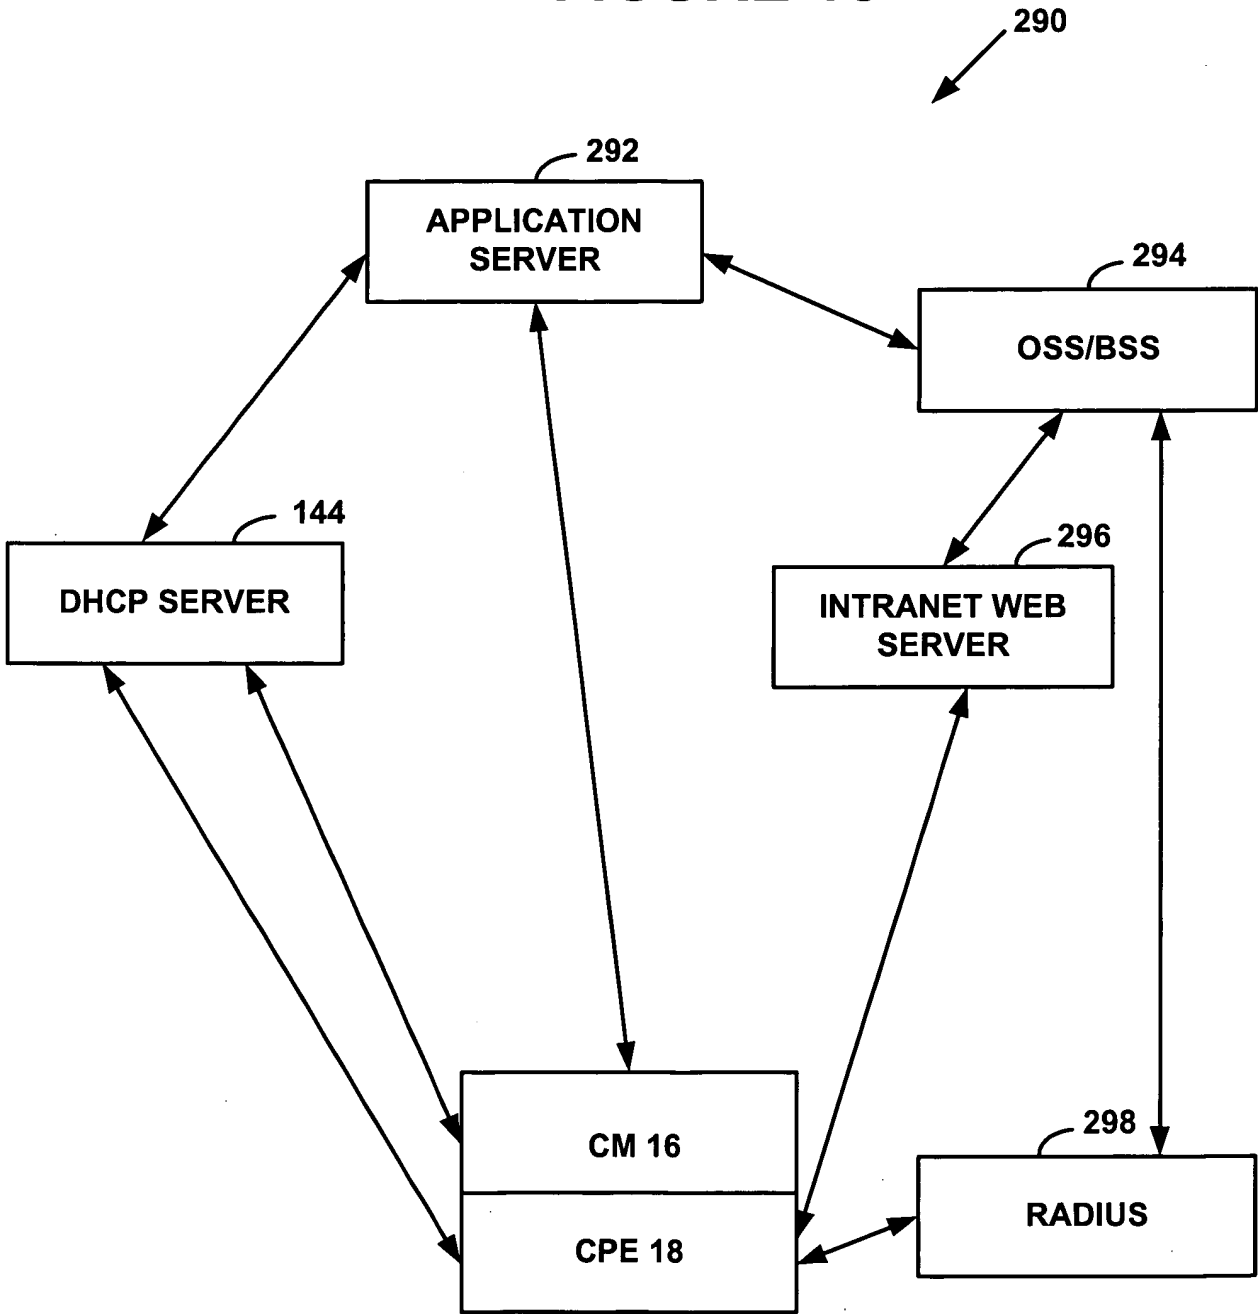 290
292
APPLICATION
SERVER
294
OSS/BSS
144
DHCP SERVER
296
INTRANET WEB
SERVER
CM 16
CPE 18
298
RADIUS